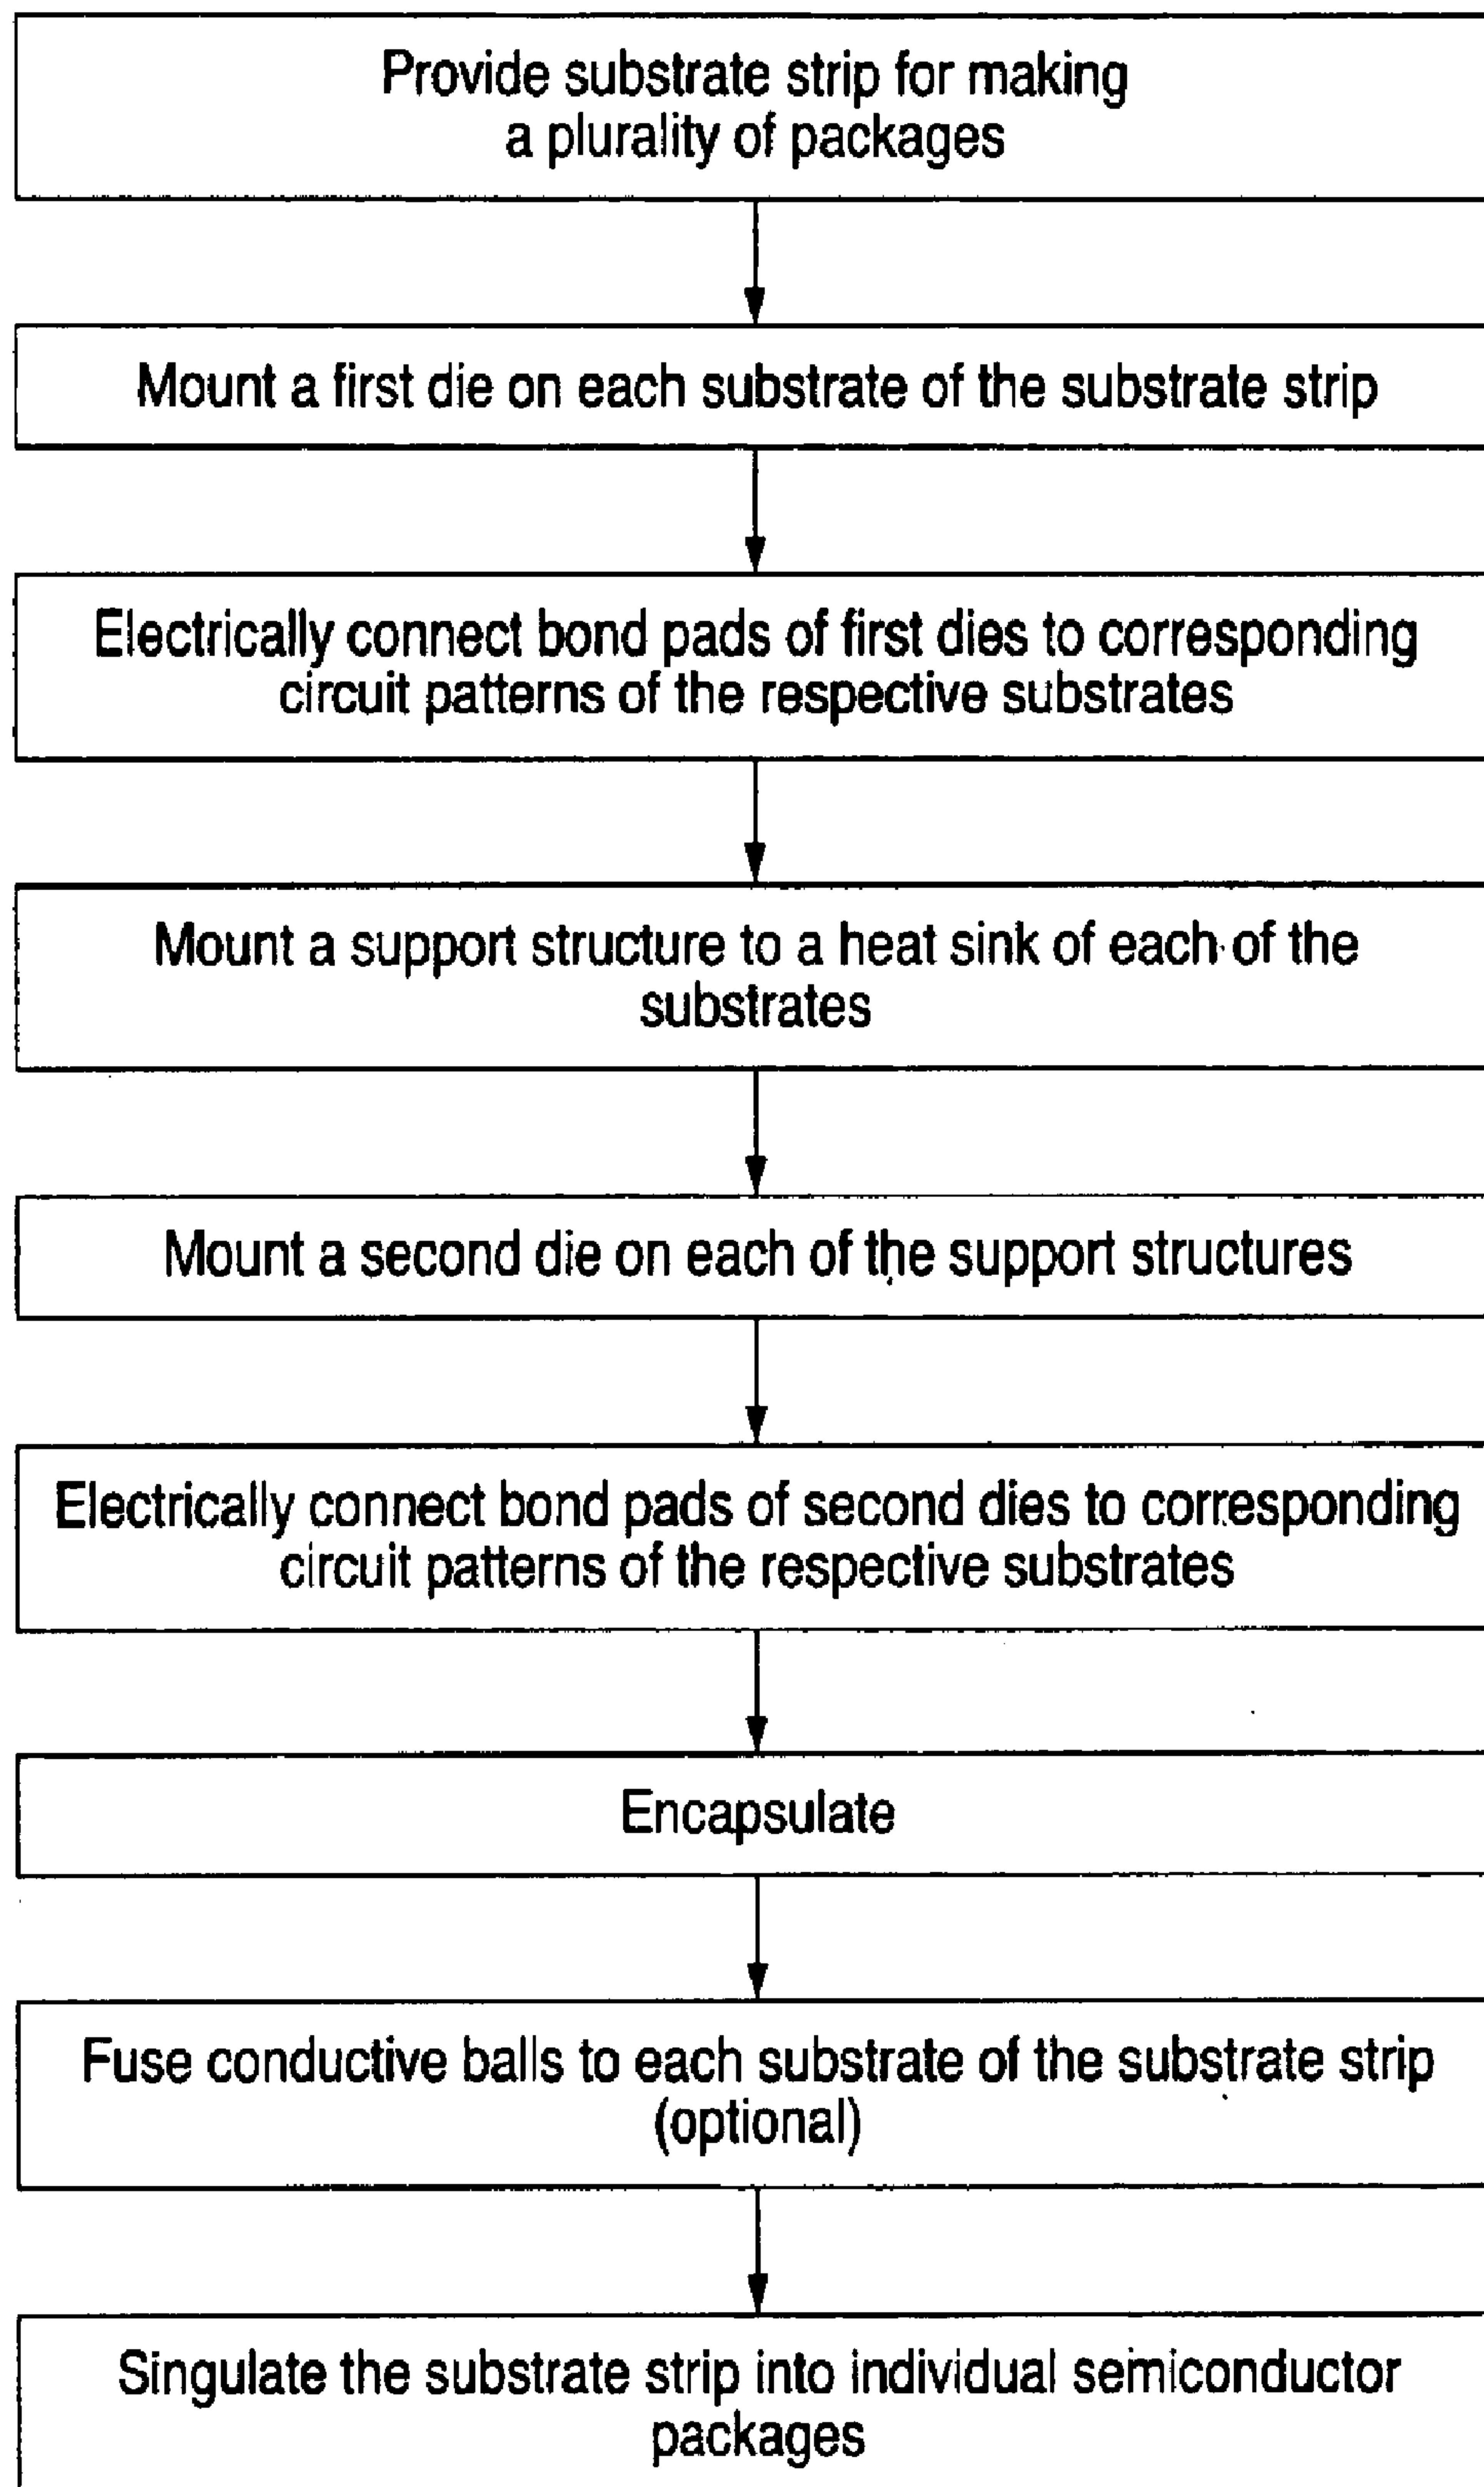 Provide substrate strip for making
a plurality of packages
Mount a first die on each substrate of the substrate strip
Electrically connect bond pads of first dies to corresponding
circuit patterns of the respective substrates
Mount a support structure to a heat sink of each of the
substrates
Mount a second die on each of the support structures
Electrically connect bond pads of second dies to corresponding
circuit patterns of the respective substrates
Encapsulate
Fuse conductive balls to each substrate of the substrate strip
(optional)
Singulate the substrate strip into individual semiconductor
packages